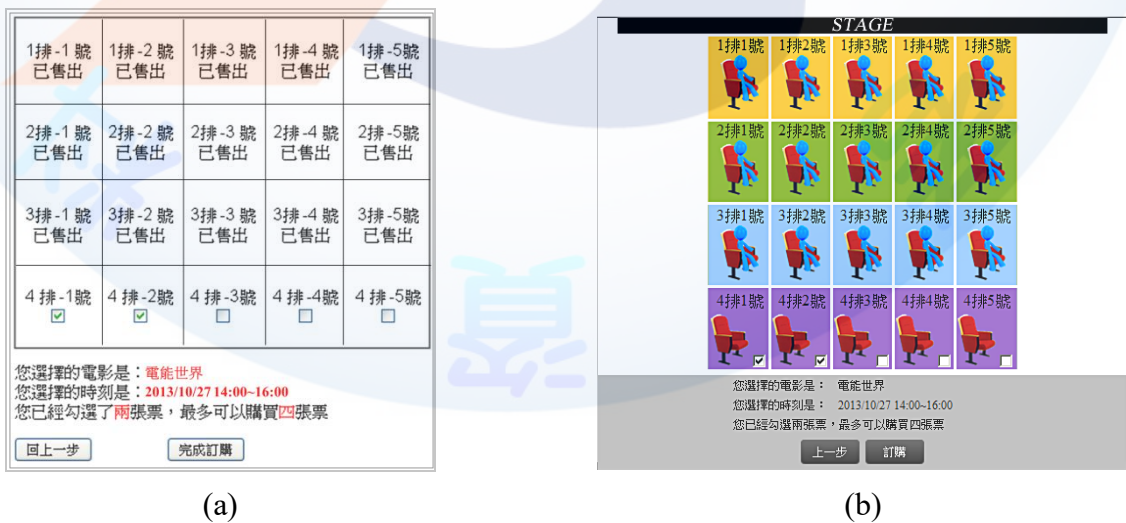 1排-1 號 1排-2 號 1排-3 號 1排-4 號 1排-5號
已售出 已售出 已售出 已售出 已售出
2排-1 號 2排-2 號 2排-3 號 2排-4 號 2排-5號
已售出 已售出 已售出 已售出 已售出
3排-1 號 3排-2 號 3排-3 號 3排-4 號 3排-5號
已售出 已售出 已售出 已售出 已售出
4 排-1號 4 排-2號 4 排-3號 4 排-4號 4 排-5號
您選擇的電影是：電能世界
您選擇的時刻是：2013/10/27 14:00~16:00
您已經勾選了兩張票，最多可以購買四張票
回上一步 完成訂購
(a)
STAGE
1排1號 1排2號 1排3號 1排4號 1排5號
2排1號 2排2號 2排3號 2排4號 2排5號
3排1號 3排2號 3排3號 3排4號 3排5號
4排1號 4排2號 4排3號 4排4號 4排5號
您選擇的電影是： 電能世界
您選擇的時刻是： 2013/10/27 14:00~16:00
您已經勾選兩張票，最多可以購買四張票
上一步 訂購
(b)